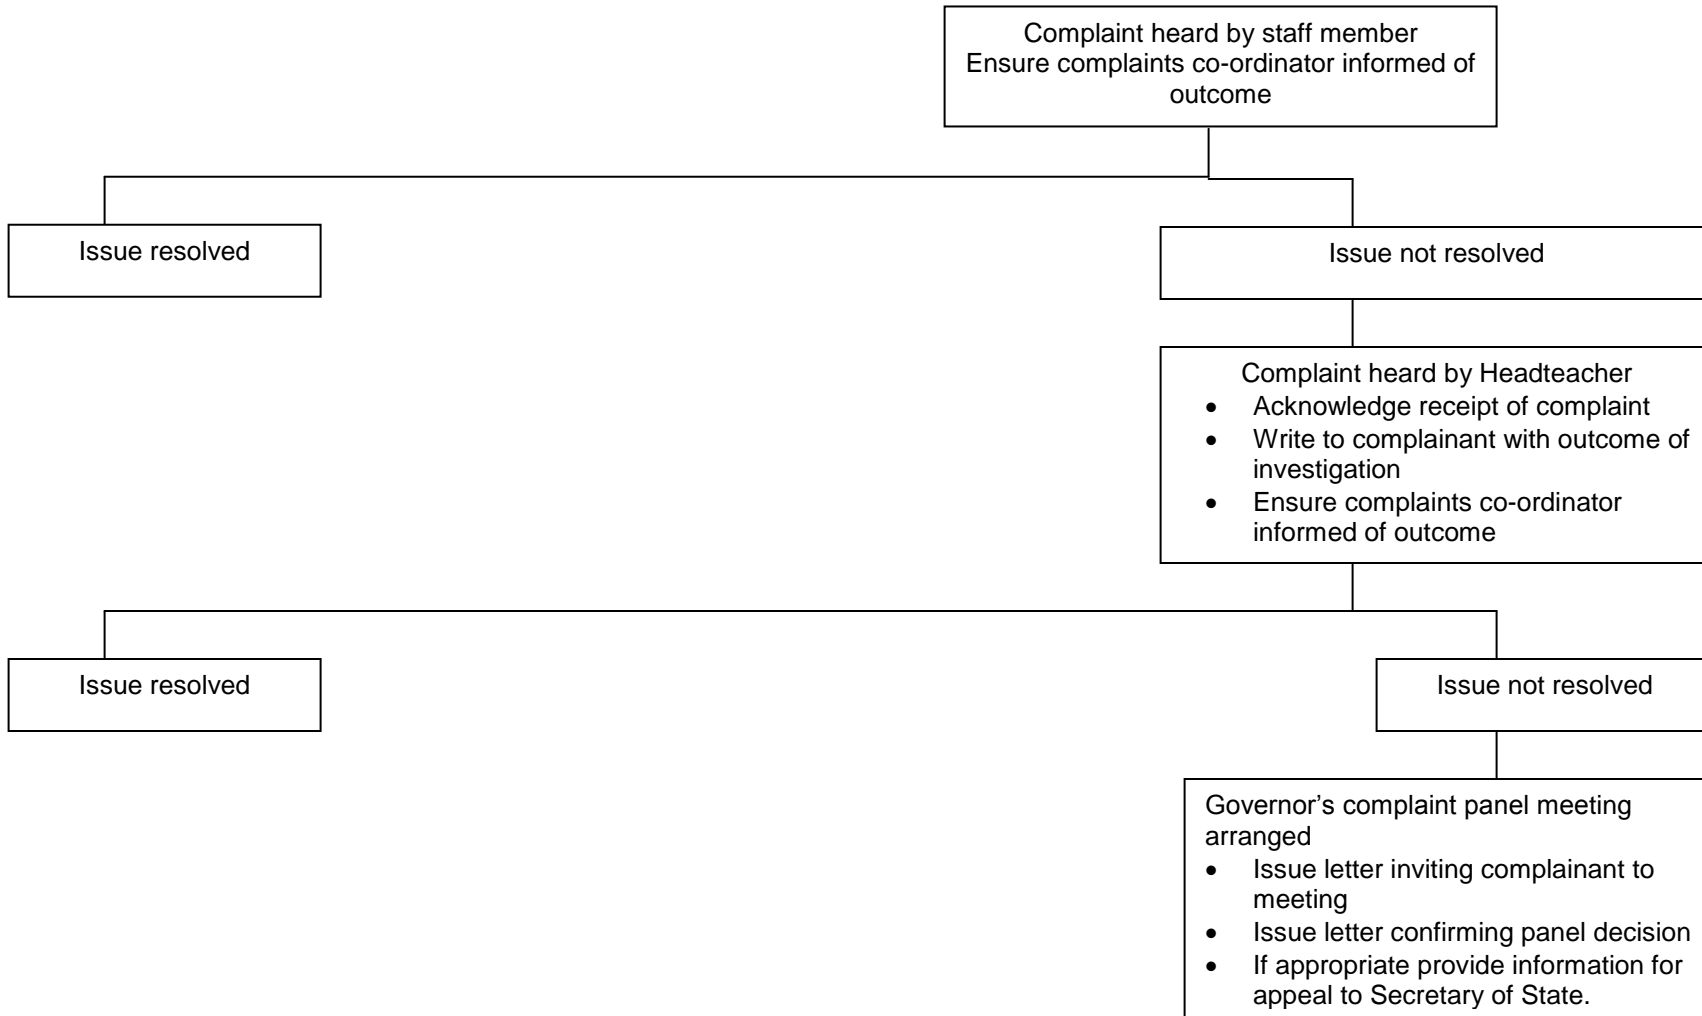 Complaint heard by staff member
Ensure complaints co-ordinator informed of
outcome
Issue resolved
Issue not resolved
Complaint heard by Headteacher
• Acknowledge receipt of complaint
• Write to complainant with outcome of
investigation
• Ensure complaints co-ordinator
informed of outcome
Issue resolved
Issue not resolved
Governor’s complaint panel meeting
arranged
• Issue letter inviting complainant to
meeting
• Issue letter confirming panel decision
• If appropriate provide information for
appeal to Secretary of State.